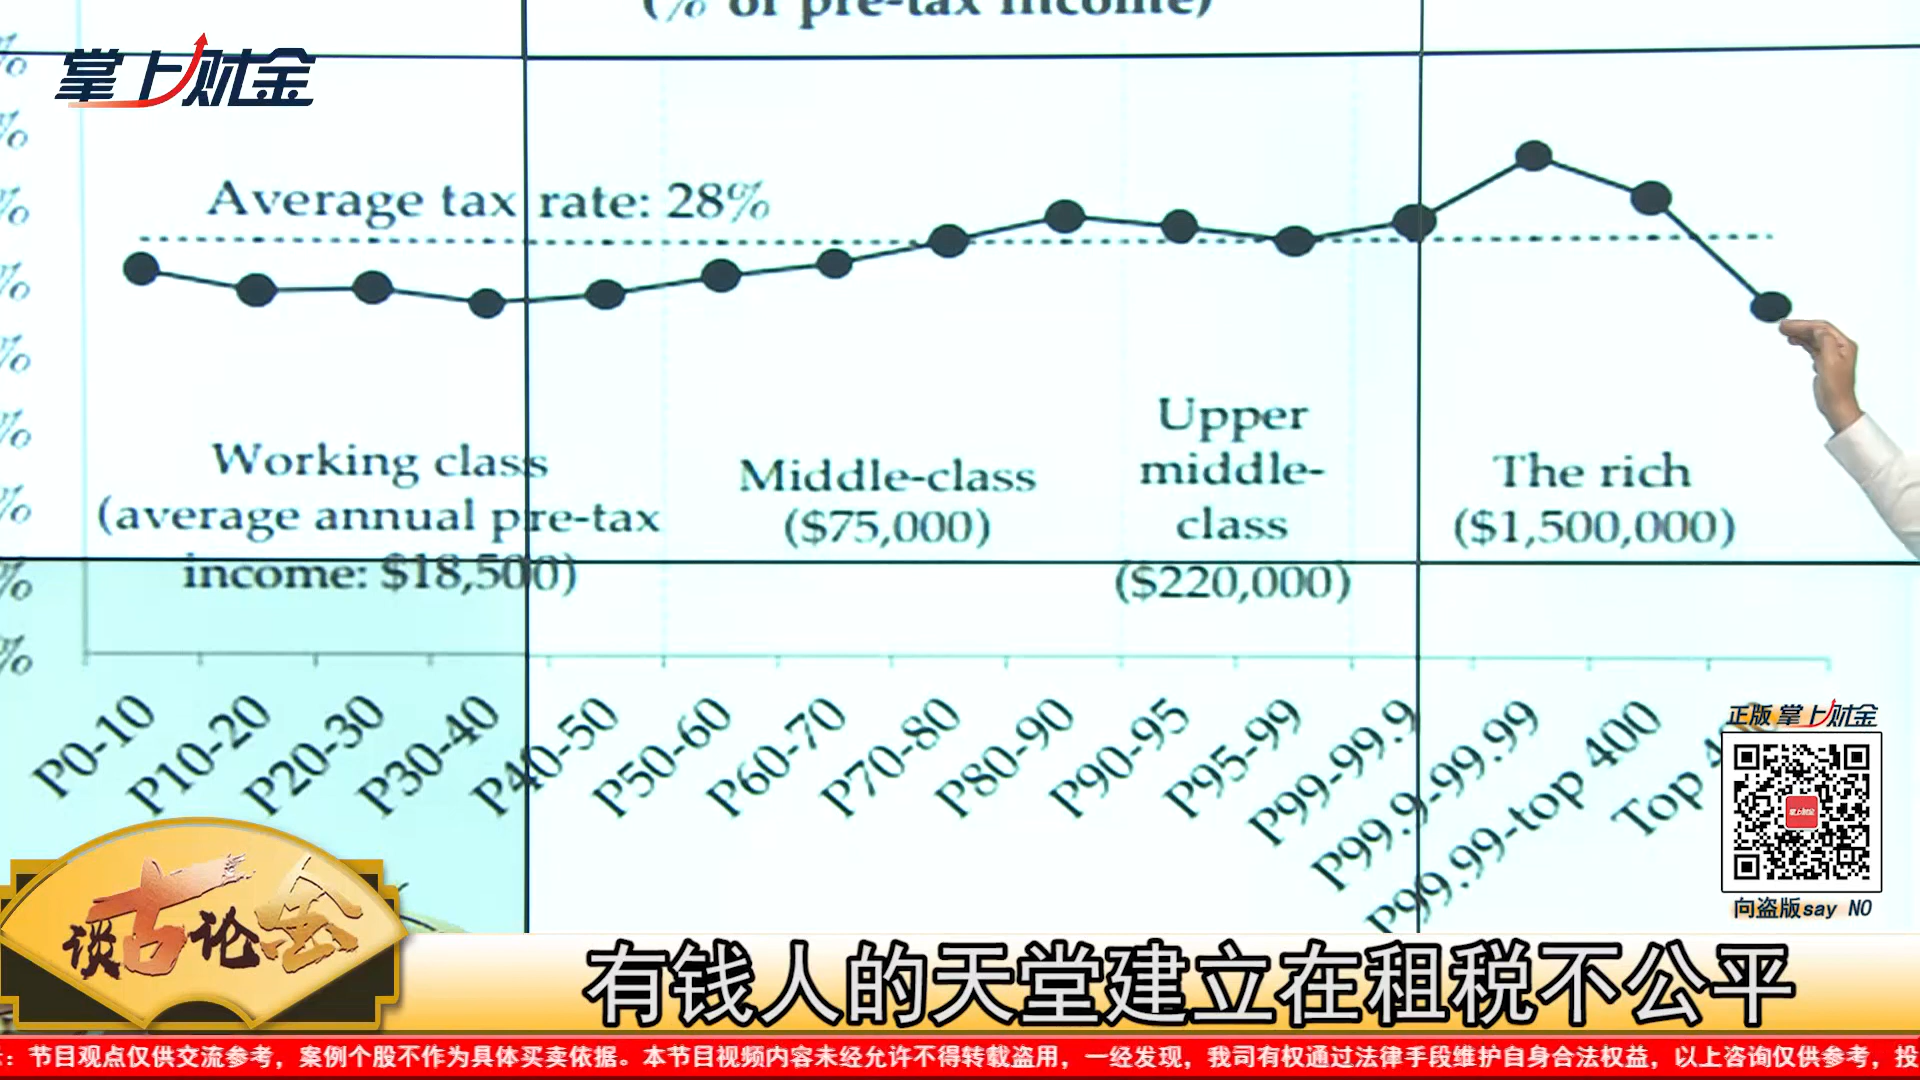 (% of pre-tax income)
掌上财金
Average tax rate: 28%
Working class
(average annual pre-tax
income: $18,500)
Middle-class
($75,000)
Upper
middle-
class
($220,000)
The rich
($1,500,000)
P0-10
P10-20
P20-30
P30-40
P40-50
P50-60
P60-70
P70-80
P80-90
P90-95
P95-99
P99-99.9
P99.9-99.99
P99.99-top 400
Top 400
正版 掌上财金
掌上财金
向盗版say NO
谈古论金
有钱人的天堂建立在租税不公平
：节目观点仅供交流参考，案例个股不作为具体买卖依据。本节目视频内容未经允许不得转载盗用，一经发现，我司有权通过法律手段维护自身合法权益，以上咨询仅供参考，投